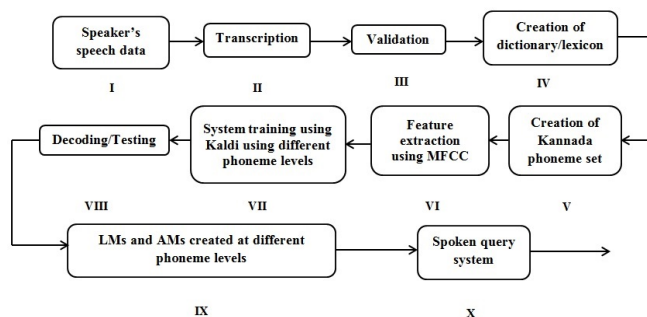 Speaker's
speech data
Transcription
Validation
Creation of
dictionary/lexicon
I
II
III
IV
Decoding/Testing
System training using
Kaldi using different
phoneme levels
Feature
extraction
using MFCC
Creation of
Kannada
phoneme set
VIII
VII
VI
V
LMs and AMs created at different
phoneme levels
Spoken query
system
IX
X